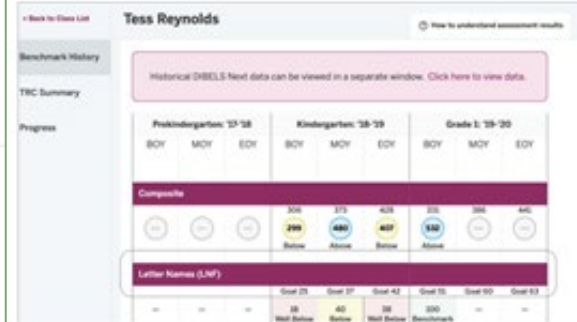 < Back to Class List
Tess Reynolds
How to understand assessment results
Benchmark History
TRC Summary
Progress
Historical DIBELS Next data can be viewed in a separate window. Click here to view data.
Prekindergarten: '17-'18 Kindergarten: '18-'19 Grade 1: '19-'20
BOY MOY EOY BOY MOY EOY BOY MOY EOY
Composite
306 373 420 331 386 441
299 480 407 532
Below Above Below Above
Letter Names (LNF)
Goal 25 Goal 37 Goal 42 Goal 51 Goal 60 Goal 63
18 40 38 100
Well Below Below Well Below Benchmark